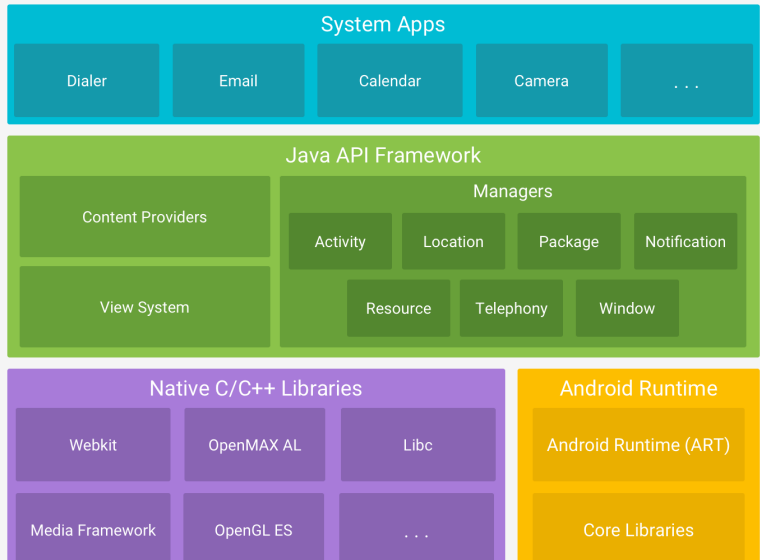 System Apps
Dialer
Email
Calendar
Camera
. . .
Java API Framework
Content Providers
View System
Managers
Activity
Location
Package
Notification
Resource
Telephony
Window
Native C/C++ Libraries
Webkit
OpenMAX AL
Libc
Media Framework
OpenGL ES
. . .
Android Runtime
Android Runtime (ART)
Core Libraries